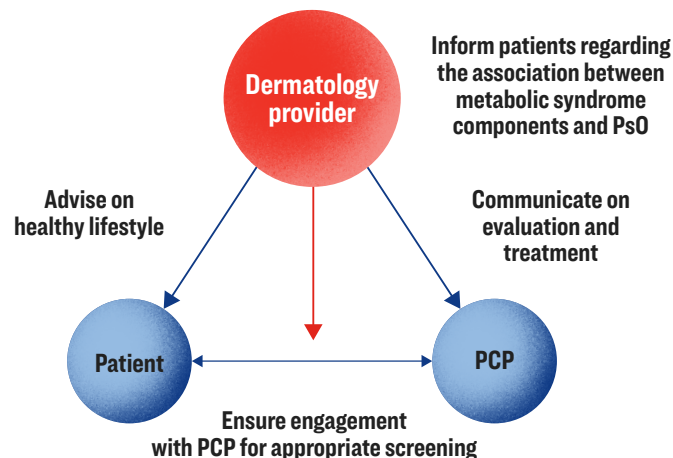 Dermatology
provider
Inform patients regarding
the association between
metabolic syndrome
components and PsO
Advise on
healthy lifestyle
Communicate on
evaluation and
treatment
Patient
PCP
Ensure engagement
with PCP for appropriate screening